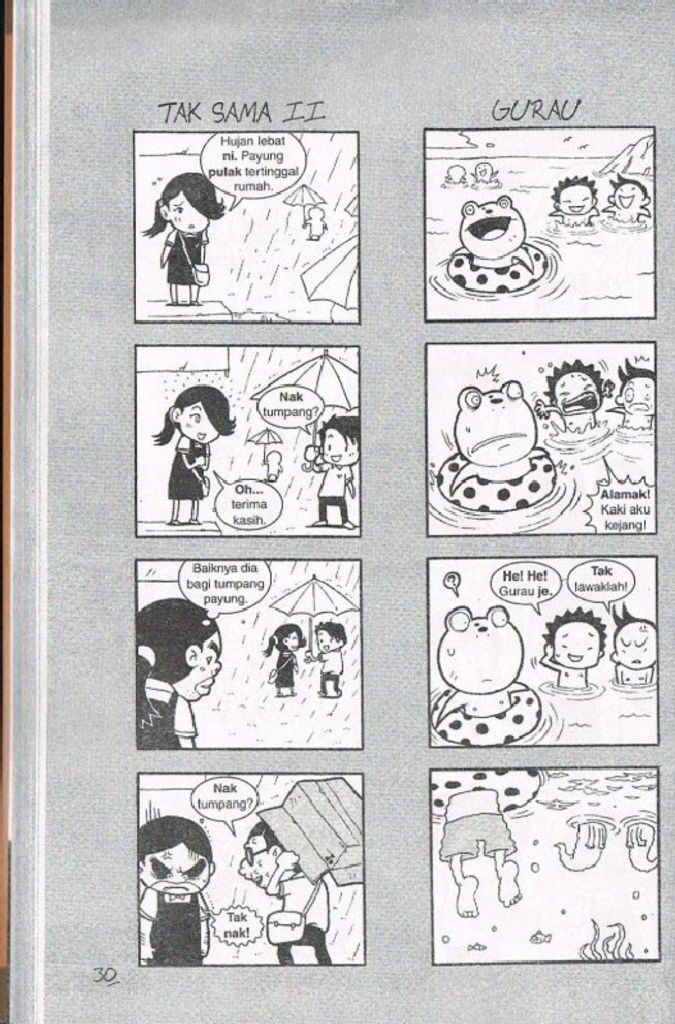 TAK SAMA II
Hujan lebat
ni. Payung
pulak tertinggal
rumah.
Nak
tumpang?
Oh...
terima
kasih.
Baiknya dia
bagi tumpang
payung.
Nak
tumpang?
Tak
nak!
GURAU
Allamak!
Kaki aku
kejang!
?
He! He!
Gurau je.
Tak
lawaklah!
30